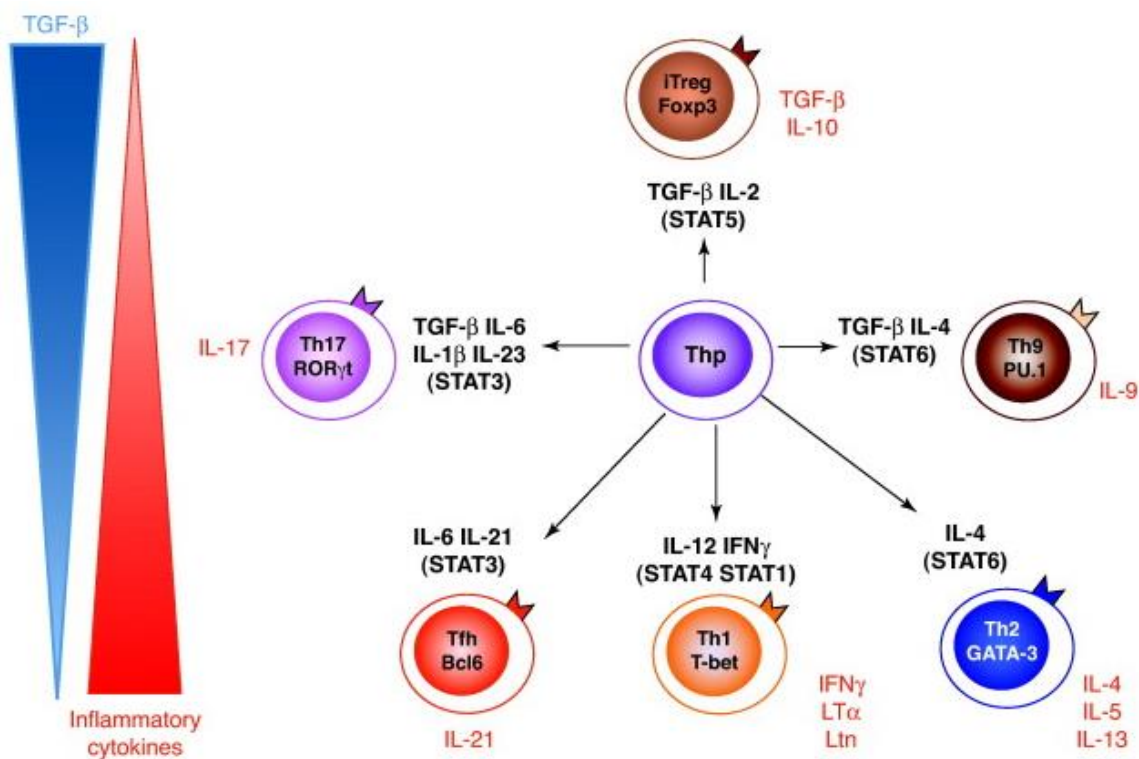 TGF-β
iTreg
Foxp3
TGF-β
IL-10
TGF-β IL-2
(STAT5)
IL-17
Th17
RORγt
TGF-β IL-6
IL-1β IL-23
(STAT3)
Thp
TGF-β IL-4
(STAT6)
Th9
PU.1
IL-9
IL-6 IL-21
(STAT3)
Tfh
Bcl6
IL-21
IL-12 IFNγ
(STAT4 STAT1)
Th1
T-bet
IFNγ
LTα
Ltn
IL-4
(STAT6)
Th2
GATA-3
IL-4
IL-5
IL-13
Inflammatory
cytokines